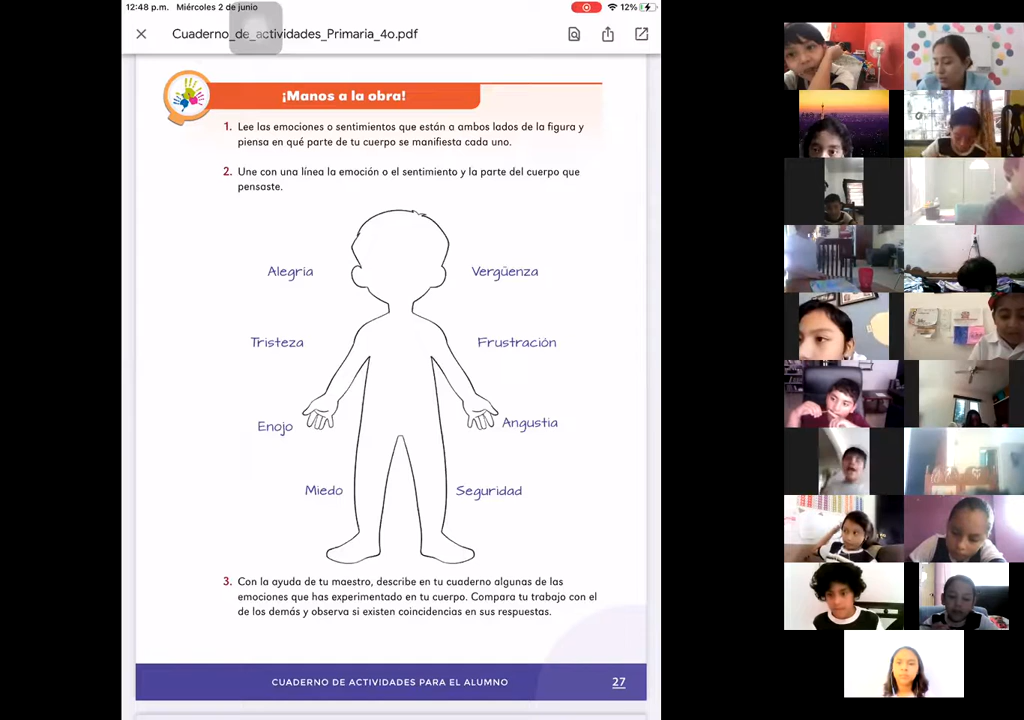 12:48 p.m. Miércoles 2 de junio
12%
Cuaderno_de_actividades_Primaria_4o.pdf
¡Manos a la obra!
1. Lee las emociones o sentimientos que están a ambos lados de la figura y
piensa en qué parte de tu cuerpo se manifiesta cada uno.
2. Une con una línea la emoción o el sentimiento y la parte del cuerpo que
pensaste.
Alegría
Vergüenza
Tristeza
Frustración
Enojo
Angustia
Miedo
Seguridad
3. Con la ayuda de tu maestro, describe en tu cuaderno algunas de las
emociones que has experimentado en tu cuerpo. Compara tu trabajo con el
de los demás y observa si existen coincidencias en sus respuestas.
CUADERNO DE ACTIVIDADES PARA EL ALUMNO
27